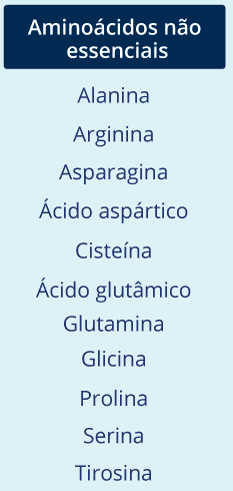 Aminoácidos não
essenciais
Alanina
Arginina
Asparagina
Ácido aspártico
Cisteína
Ácido glutâmico
Glutamina
Glicina
Prolina
Serina
Tirosina